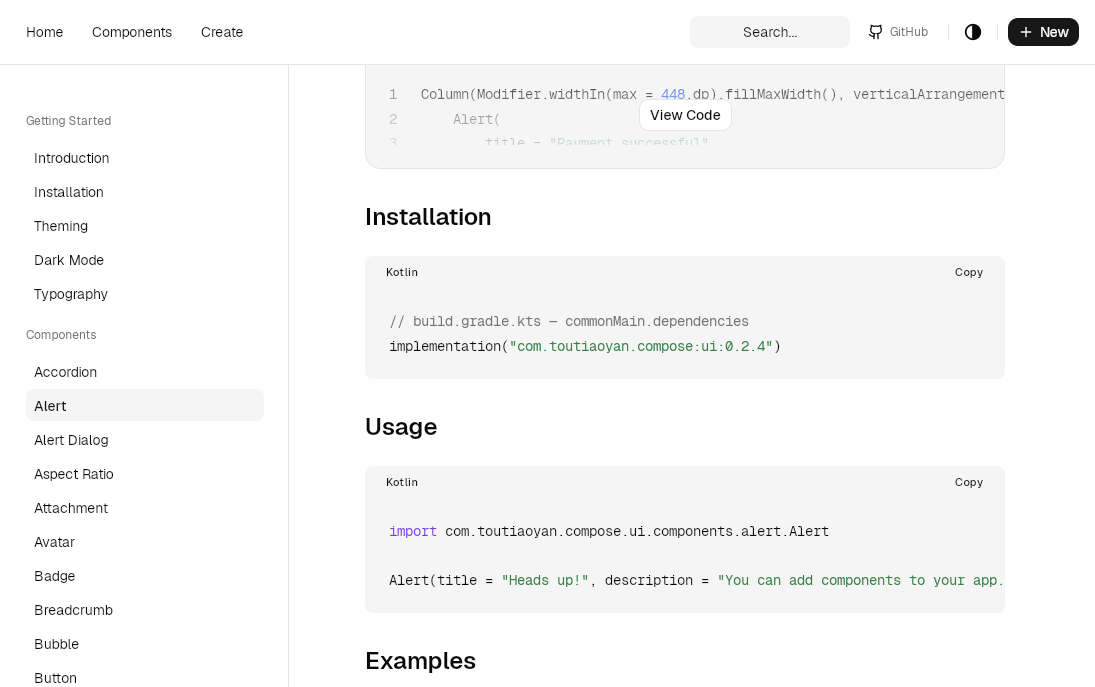 Home Components Create Search... GitHub New
Getting Started
Introduction
Installation
Theming
Dark Mode
Typography
Components
Accordion
Alert
Alert Dialog
Aspect Ratio
Attachment
Avatar
Badge
Breadcrumb
Bubble
Button
1 Column(Modifier.widthIn(max = 448.dp).fillMaxWidth(), verticalArrangement
2 Alert(
3 title = "Payment successful"
View Code
Installation
Kotlin Copy
// build.gradle.kts — commonMain.dependencies
implementation("com.toutiaoyan.compose:ui:0.2.4")
Usage
Kotlin Copy
import com.toutiaoyan.compose.ui.components.alert.Alert
Alert(title = "Heads up!", description = "You can add components to your app.
Examples